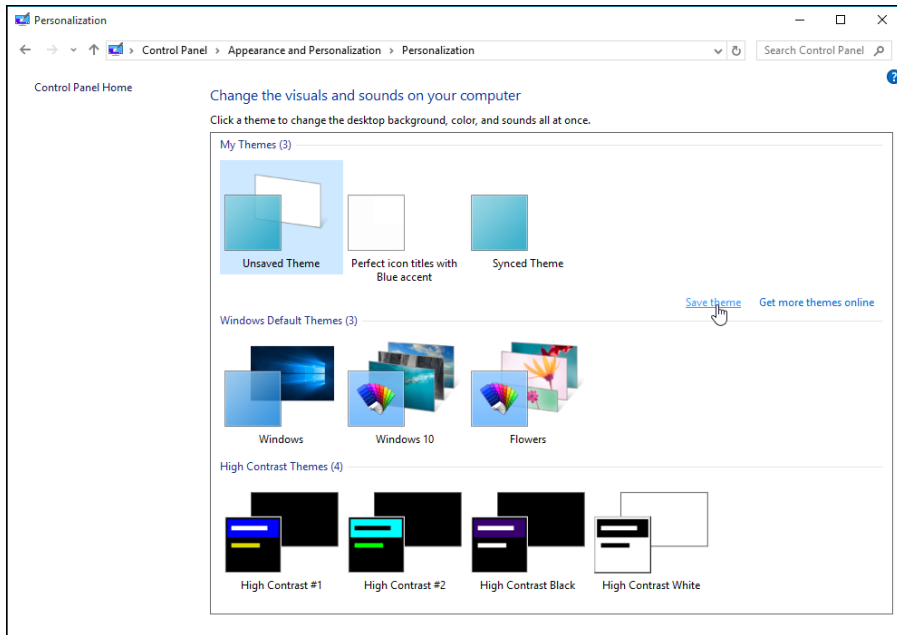 Personalization
Control Panel > Appearance and Personalization > Personalization
Search Control Panel
?
Control Panel Home
Change the visuals and sounds on your computer
Click a theme to change the desktop background, color, and sounds all at once.
My Themes (3)
Unsaved Theme
Perfect icon titles with
Blue accent
Synced Theme
Save theme Get more themes online
Windows Default Themes (3)
Windows Windows 10 Flowers
High Contrast Themes (4)
High Contrast #1 High Contrast #2 High Contrast Black High Contrast White